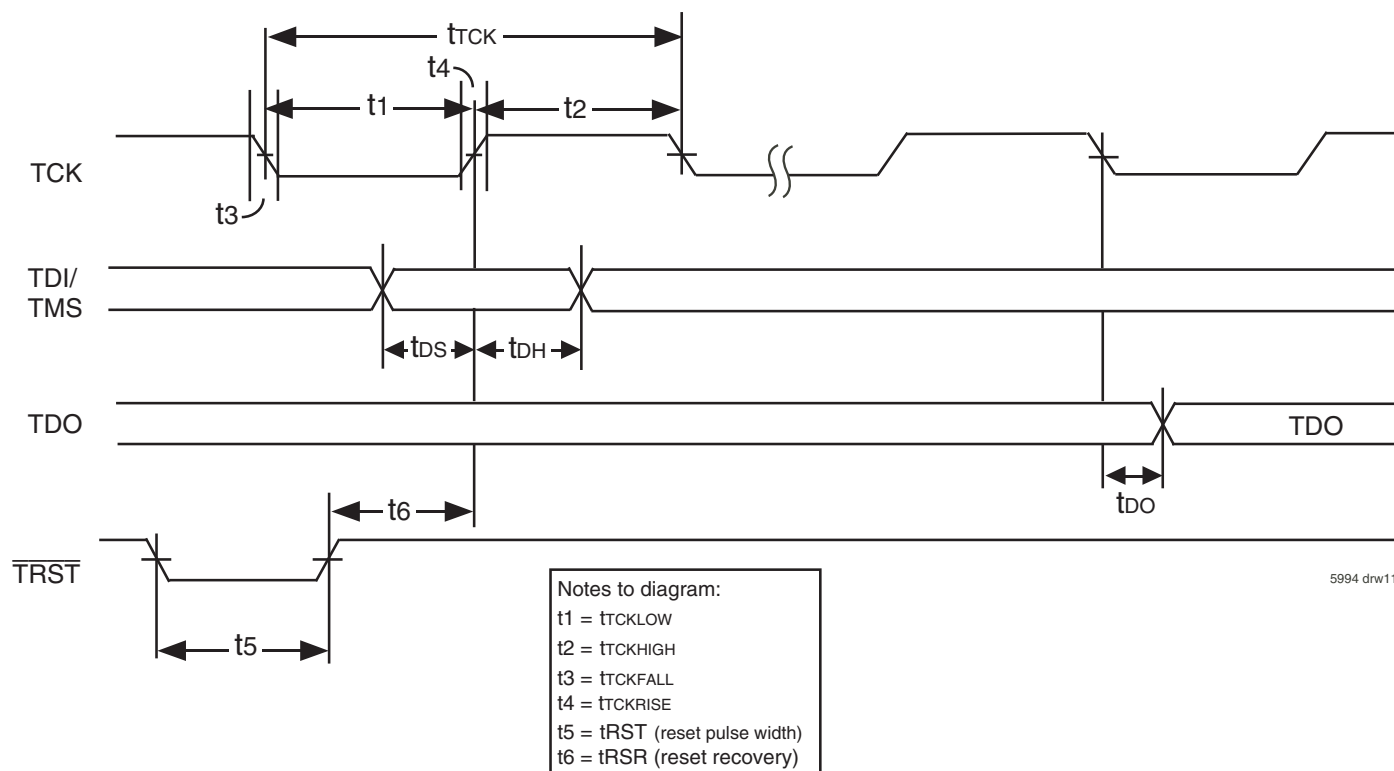 tTCK
t4
t1
t2
TCK
t3
TDI/
TMS
tDS
tDH
TDO
TDO
tDO
t6
TRST
5994 drw11
t5
Notes to diagram:
t1 = tTCKLOW
t2 = tTCKHIGH
t3 = tTCKFALL
t4 = tTCKRISE
t5 = tRST (reset pulse width)
t6 = tRSR (reset recovery)